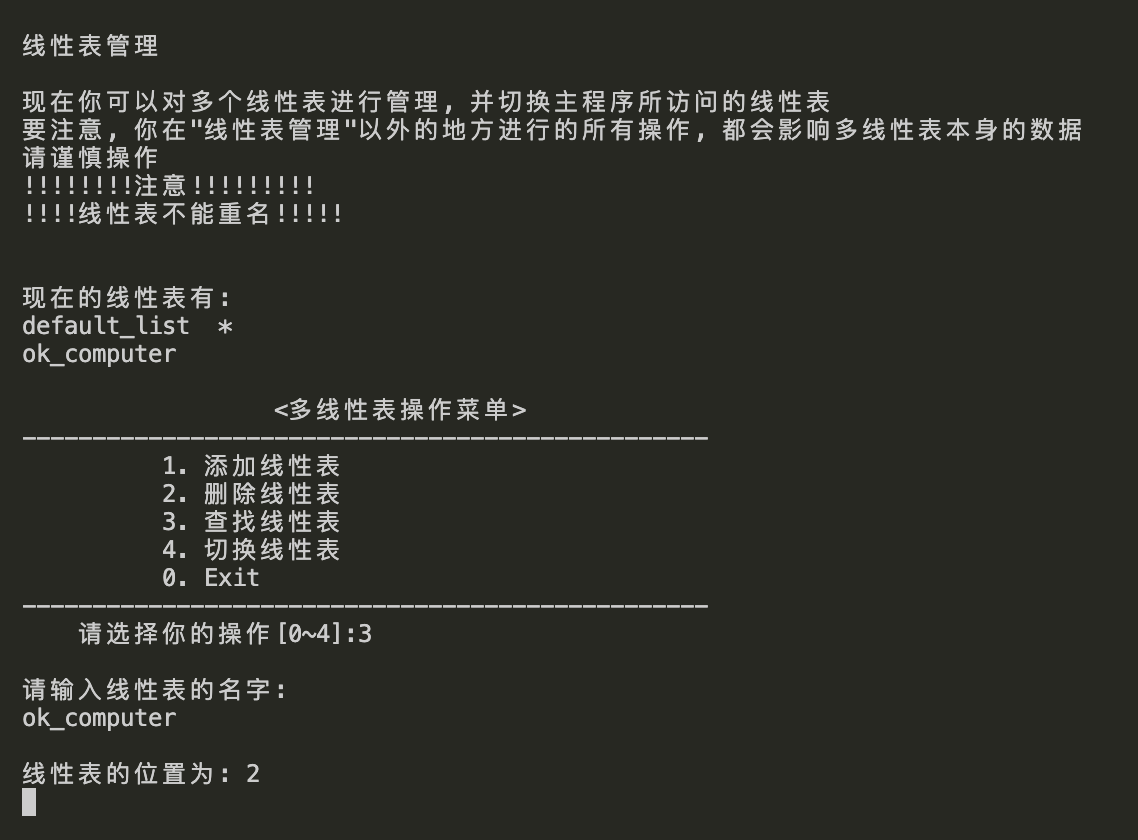 线性表管理
现在你可以对多个线性表进行管理, 并切换主程序所访问的线性表
要注意, 你在"线性表管理"以外的地方进行的所有操作, 都会影响多线性表本身的数据
请谨慎操作
!!!!!!!!注意!!!!!!!!!
!!!!线性表不能重名!!!!!
现在的线性表有:
default_list  *
ok_computer
<多线性表操作菜单>
-------------------------------------------------
1. 添加线性表
2. 删除线性表
3. 查找线性表
4. 切换线性表
0. Exit
-------------------------------------------------
请选择你的操作[0~4]:3
请输入线性表的名字:
ok_computer
线性表的位置为: 2